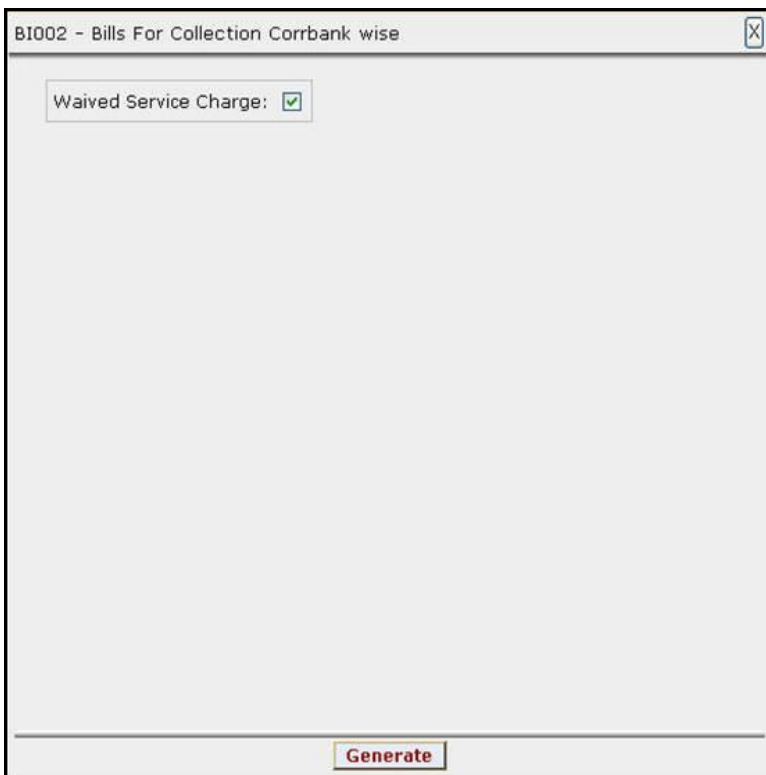 BI002 - Bills For Collection Corrbank wise X
Waived Service Charge:
Generate